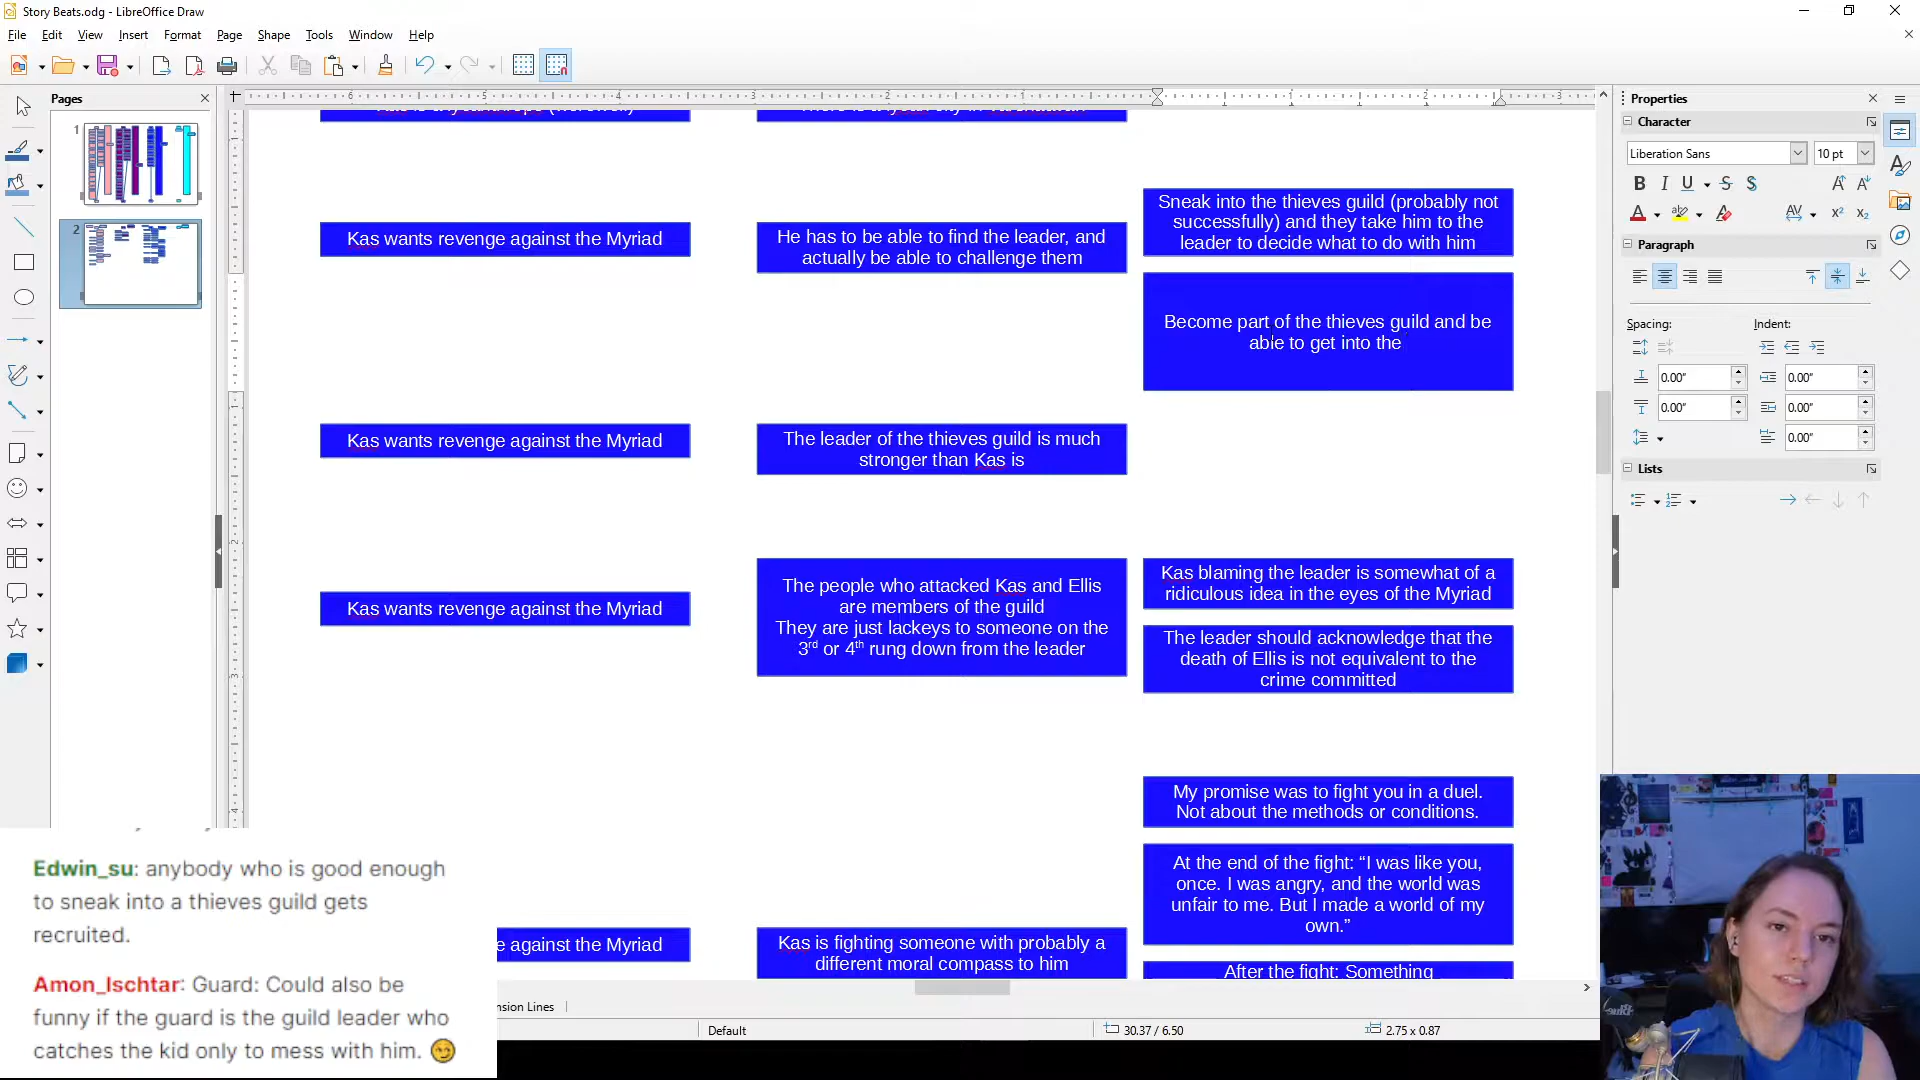 Story Beats.odg - LibreOffice Draw
File Edit View Insert Format Page Shape Tools Window Help
Pages
1
2
Kas wants revenge against the Myriad
He has to be able to find the leader, and
actually be able to challenge them
Sneak into the thieves guild (probably not
successfully) and they take him to the
leader to decide what to do with him
Become part of the thieves guild and be
able to get into the
Kas wants revenge against the Myriad
The leader of the thieves guild is much
stronger than Kas is
Kas wants revenge against the Myriad
The people who attacked Kas and Ellis
are members of the guild
They are just lackeys to someone on the
3rd or 4th rung down from the leader
Kas blaming the leader is somewhat of a
ridiculous idea in the eyes of the Myriad
The leader should acknowledge that the
death of Ellis is not equivalent to the
crime committed
My promise was to fight you in a duel.
Not about the methods or conditions.
At the end of the fight: “I was like you,
once. I was angry, and the world was
unfair to me. But I made a world of my
own.”
e against the Myriad
Kas is fighting someone with probably a
different moral compass to him
After the fight: Something
Edwin_su: anybody who is good enough
to sneak into a thieves guild gets
recruited.
Amon_Ischtar: Guard: Could also be
funny if the guard is the guild leader who
catches the kid only to mess with him. 😏
nsion Lines
Default
30.37 / 6.50
2.75 x 0.87
Properties
Character
Liberation Sans
10 pt
Paragraph
Spacing:
Indent:
0.00"
0.00"
0.00"
0.00"
0.00"
Lists